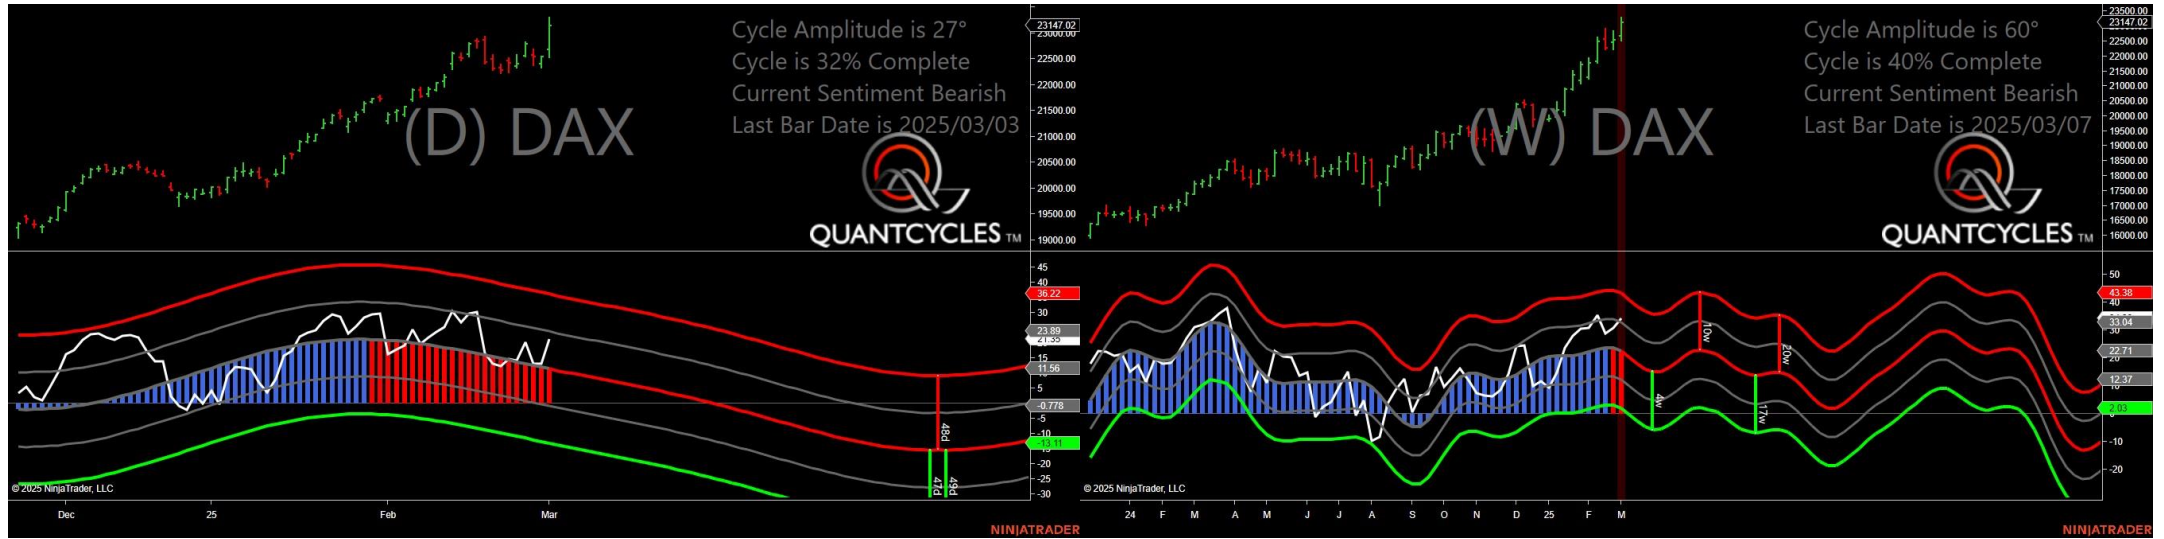 Cycle Amplitude is 27°
Cycle is 32% Complete
Current Sentiment Bearish
Last Bar Date is 2025/03/03
(D) DAX
QUANTCYCLES TM
23147.02
23000.00
22500.00
22000.00
21500.00
21000.00
20500.00
20000.00
19500.00
19000.00
45
40
36.22
30
23.89
21.35
15
11.56
5
-0.778
-5
-10
-13.11
-20
-25
-30
48d
47d
49d
© 2025 NinjaTrader, LLC
Dec 25 Feb Mar
NINJATRADER
Cycle Amplitude is 60°
Cycle is 40% Complete
Current Sentiment Bearish
Last Bar Date is 2025/03/07
(W) DAX
QUANTCYCLES TM
23500.00
23147.02
22500.00
22000.00
21500.00
21000.00
20500.00
20000.00
19500.00
19000.00
18500.00
18000.00
17500.00
17000.00
16500.00
16000.00
50
43.38
40
33.04
30
22.71
12.37
2.03
-10
-20
10w
20w
4w
17w
© 2025 NinjaTrader, LLC
24 F M A M J J A S O N D 25 F M
NINJATRADER